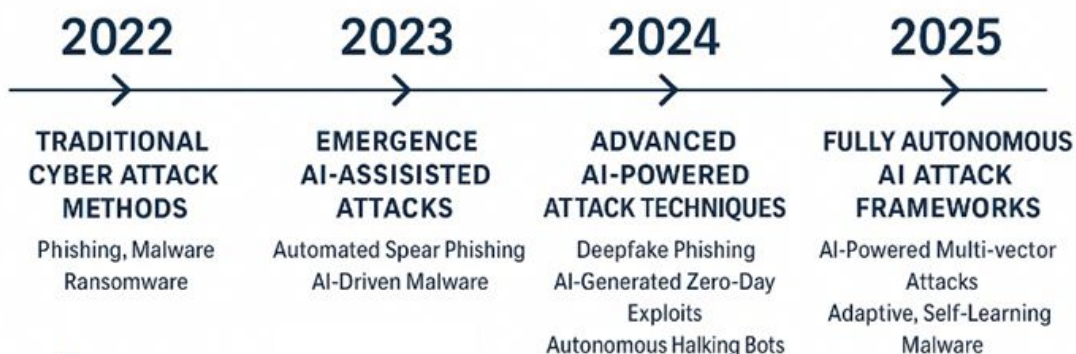 2022
TRADITIONAL
CYBER ATTACK
METHODS
Phishing, Malware
Ransomware
2023
EMERGENCE
AI-ASSISISTED
ATTACKS
Automated Spear Phishing
AI-Driven Malware
2024
ADVANCED
AI-POWERED
ATTACK TECHNIQUES
Deepfake Phishing
AI-Generated Zero-Day
Exploits
Autonomous Halking Bots
2025
FULLY AUTONOMOUS
AI ATTACK
FRAMEWORKS
AI-Powered Multi-vector
Attacks
Adaptive, Self-Learning
Malware